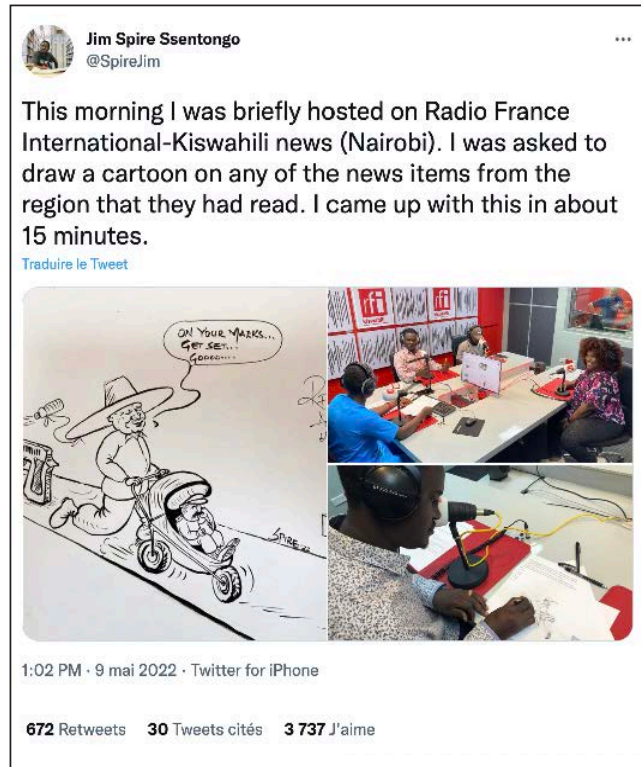 Jim Spire Ssentongo
@SpireJim
This morning I was briefly hosted on Radio France
International-Kiswahili news (Nairobi). I was asked to
draw a cartoon on any of the news items from the
region that they had read. I came up with this in about
15 minutes.
Traduire le Tweet
ON YOUR MARKS...
GET SET...
GOOOO....
SPIRE
rfi
rfi
1:02 PM · 9 mai 2022 · Twitter for iPhone
672 Retweets 30 Tweets cités 3 737 J'aime